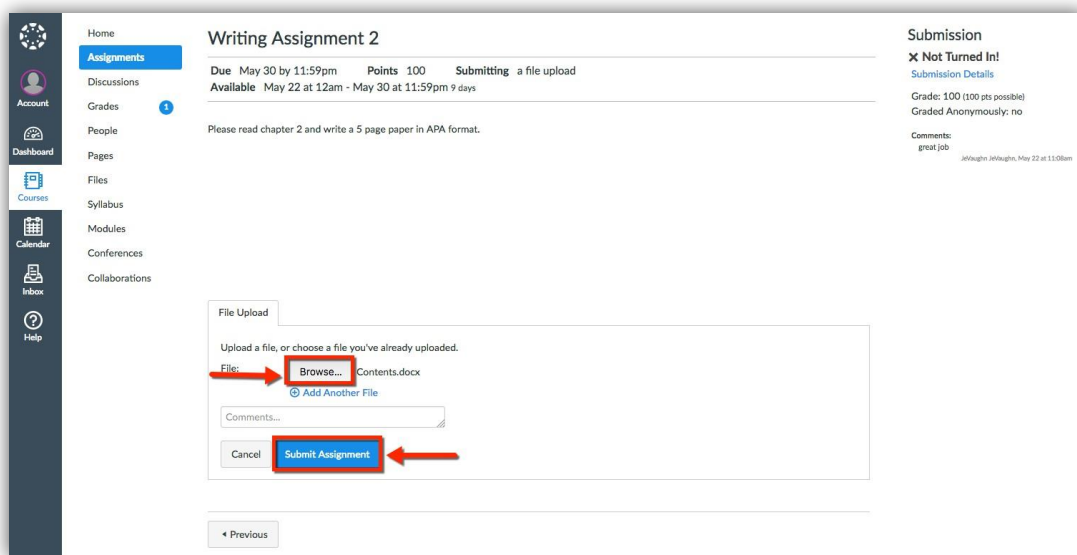 Account
Dashboard
Courses
Calendar
Inbox
Help
Home
Assignments
Discussions
Grades 1
People
Pages
Files
Syllabus
Modules
Conferences
Collaborations
Writing Assignment 2
Due May 30 by 11:59pm Points 100 Submitting a file upload
Available May 22 at 12am - May 30 at 11:59pm 9 days
Please read chapter 2 and write a 5 page paper in APA format.
File Upload
Upload a file, or choose a file you've already uploaded.
File: Browse... Contents.docx
Add Another File
Comments...
Cancel Submit Assignment
Previous
Submission
Not Turned In!
Submission Details
Grade: 100 (100 pts possible)
Graded Anonymously: no
Comments:
great job
JeVaughn JeVaughn, May 22 at 11:08am